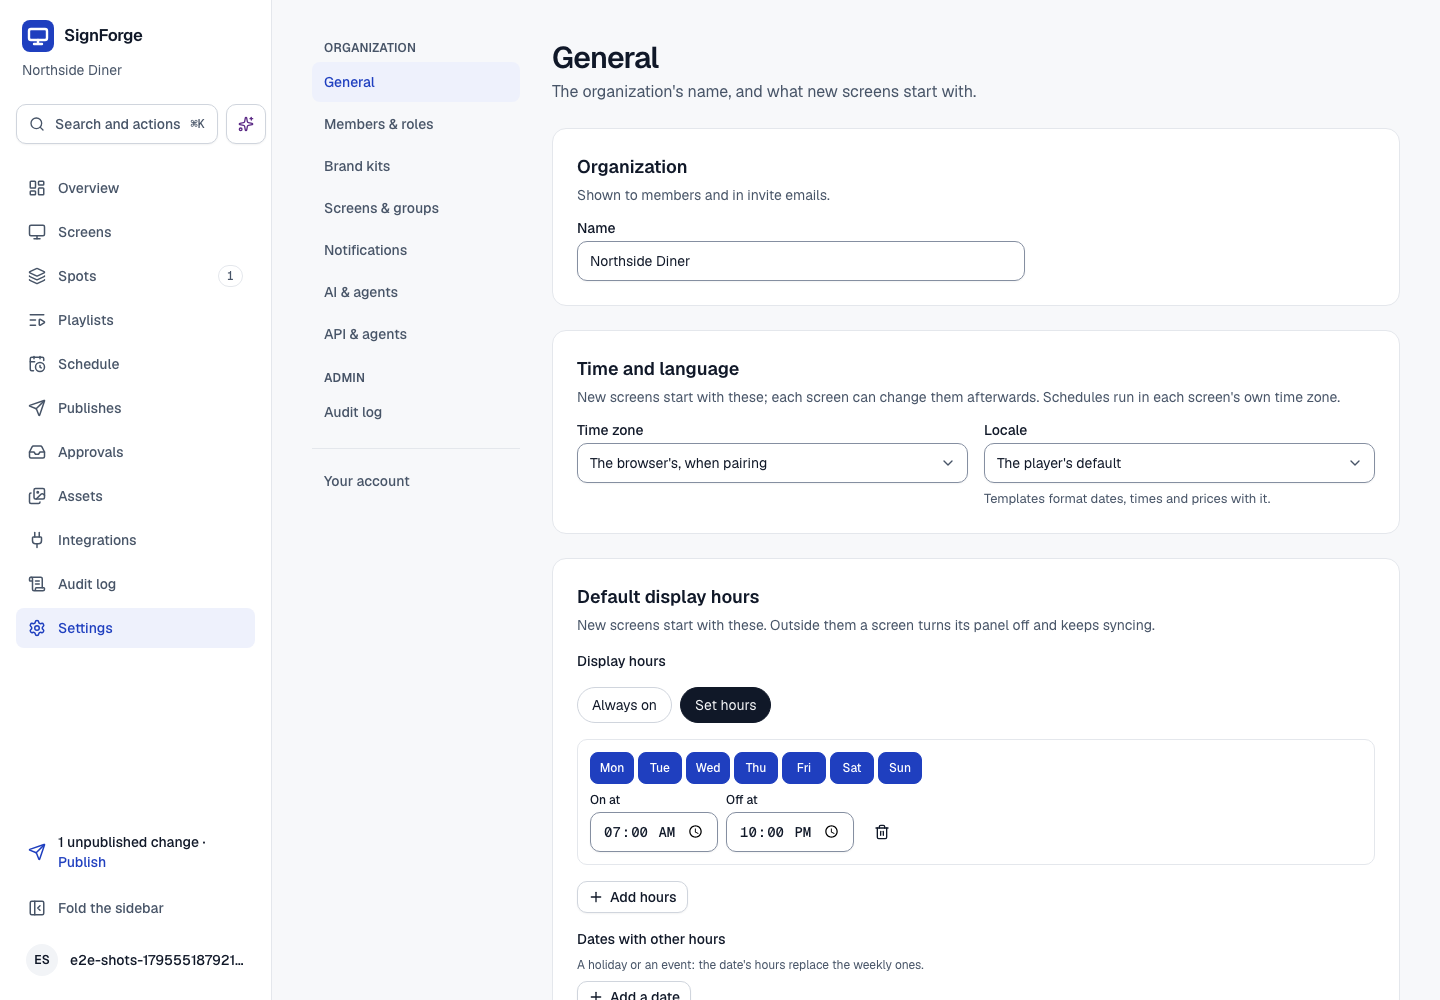 SignForge
Northside Diner
Search and actions ⌘K
Overview
Screens
Spots 1
Playlists
Schedule
Publishes
Approvals
Assets
Integrations
Audit log
Settings
1 unpublished change ·
Publish
Fold the sidebar
ES e2e-shots-179555187921...
ORGANIZATION
General
Members & roles
Brand kits
Screens & groups
Notifications
AI & agents
API & agents
ADMIN
Audit log
Your account
General
The organization's name, and what new screens start with.
Organization
Shown to members and in invite emails.
Name
Northside Diner
Time and language
New screens start with these; each screen can change them afterwards. Schedules run in each screen's own time zone.
Time zone Locale
The browser's, when pairing The player's default
Templates format dates, times and prices with it.
Default display hours
New screens start with these. Outside them a screen turns its panel off and keeps syncing.
Display hours
Always on Set hours
Mon Tue Wed Thu Fri Sat Sun
On at Off at
07:00 AM 10:00 PM
Add hours
Dates with other hours
A holiday or an event: the date's hours replace the weekly ones.
Add a date